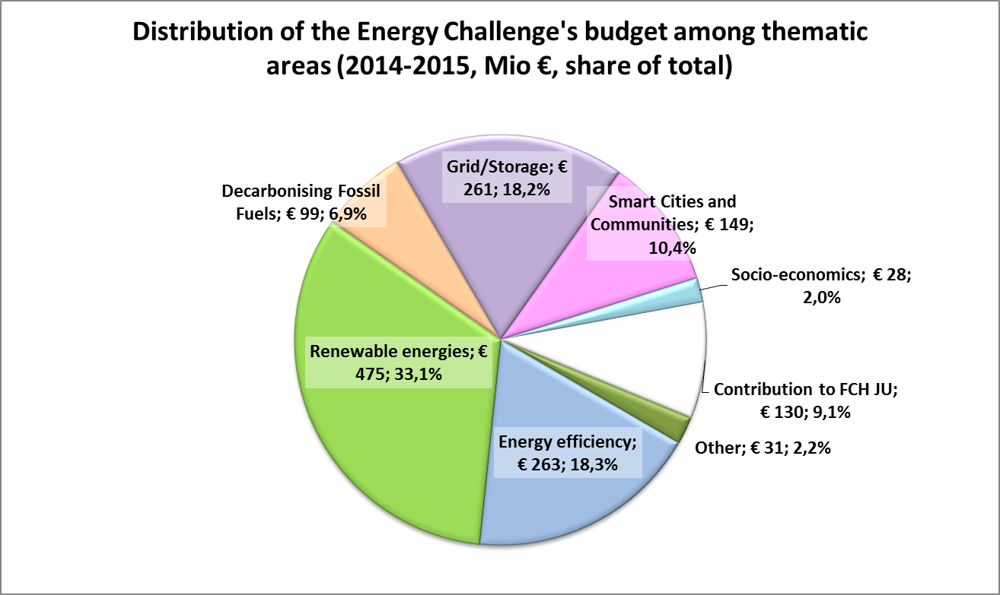 Distribution of the Energy Challenge's budget among thematic
areas (2014-2015, Mio €, share of total)
Grid/Storage; €
261; 18,2%
Decarbonising Fossil
Fuels; € 99; 6,9%
Smart Cities and
Communities; € 149;
10,4%
Socio-economics; € 28;
2,0%
Renewable energies; €
475; 33,1%
Contribution to FCH JU;
€ 130; 9,1%
Energy efficiency;
€ 263; 18,3%
Other; € 31; 2,2%